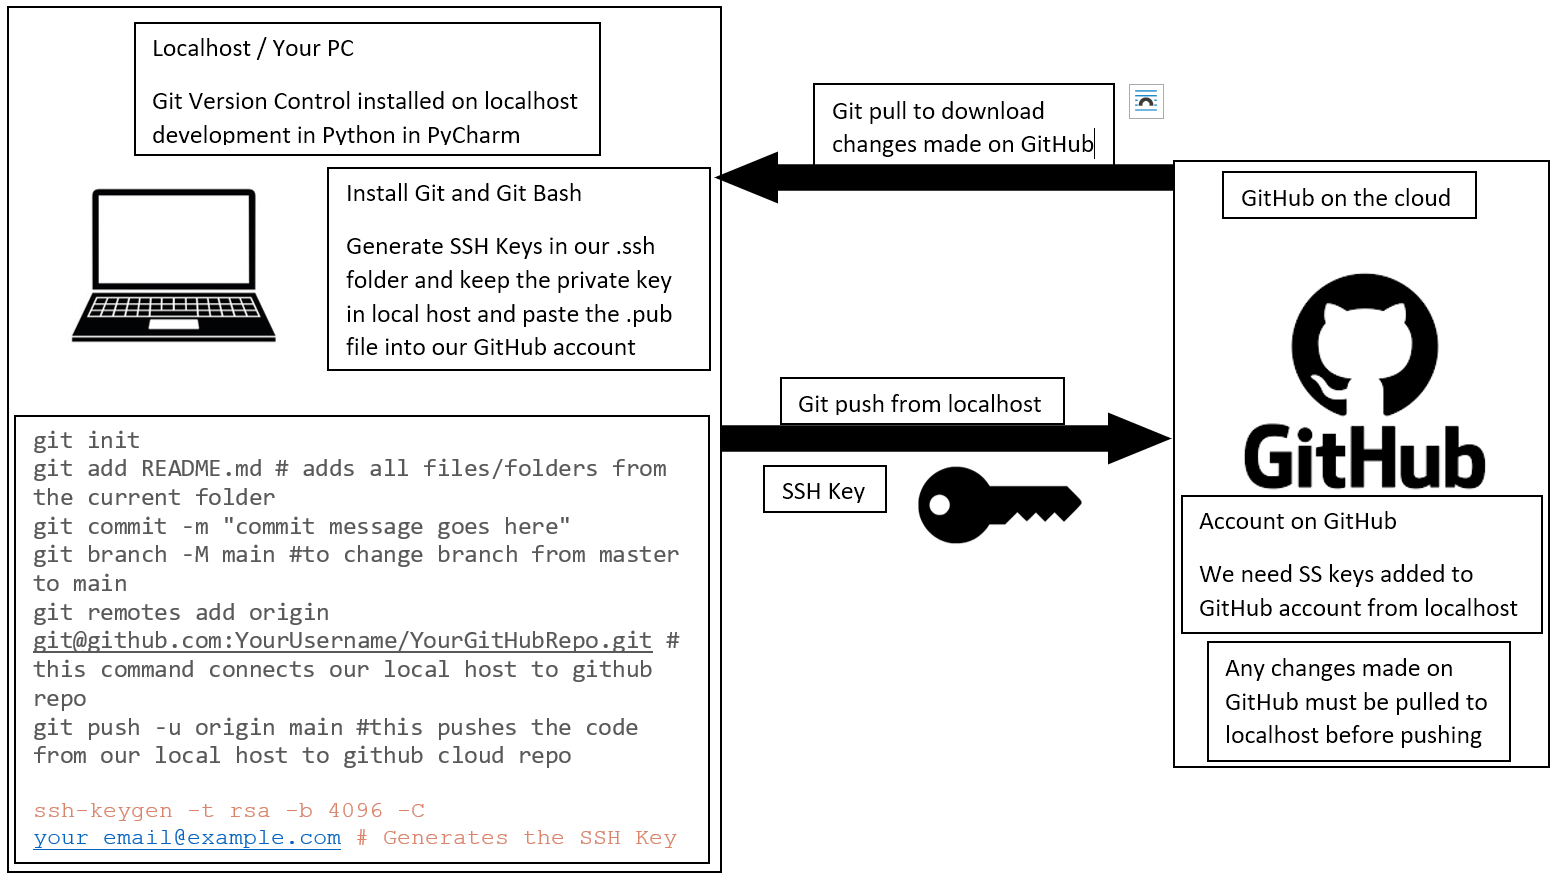 Localhost / Your PC
Git Version Control installed on localhost
development in Python in PyCharm
Install Git and Git Bash
Generate SSH Keys in our .ssh
folder and keep the private key
in local host and paste the .pub
file into our GitHub account
git init
git add README.md # adds all files/folders from
the current folder
git commit -m "commit message goes here"
git branch -M main #to change branch from master
to main
git remotes add origin
git@github.com:YourUsername/YourGitHubRepo.git #
this command connects our local host to github
repo
git push -u origin main #this pushes the code
from our local host to github cloud repo
ssh-keygen -t rsa -b 4096 -C
your_email@example.com # Generates the SSH Key
Git pull to download
changes made on GitHub
Git push from localhost
SSH Key
GitHub on the cloud
GitHub
Account on GitHub
We need SS keys added to
GitHub account from localhost
Any changes made on
GitHub must be pulled to
localhost before pushing